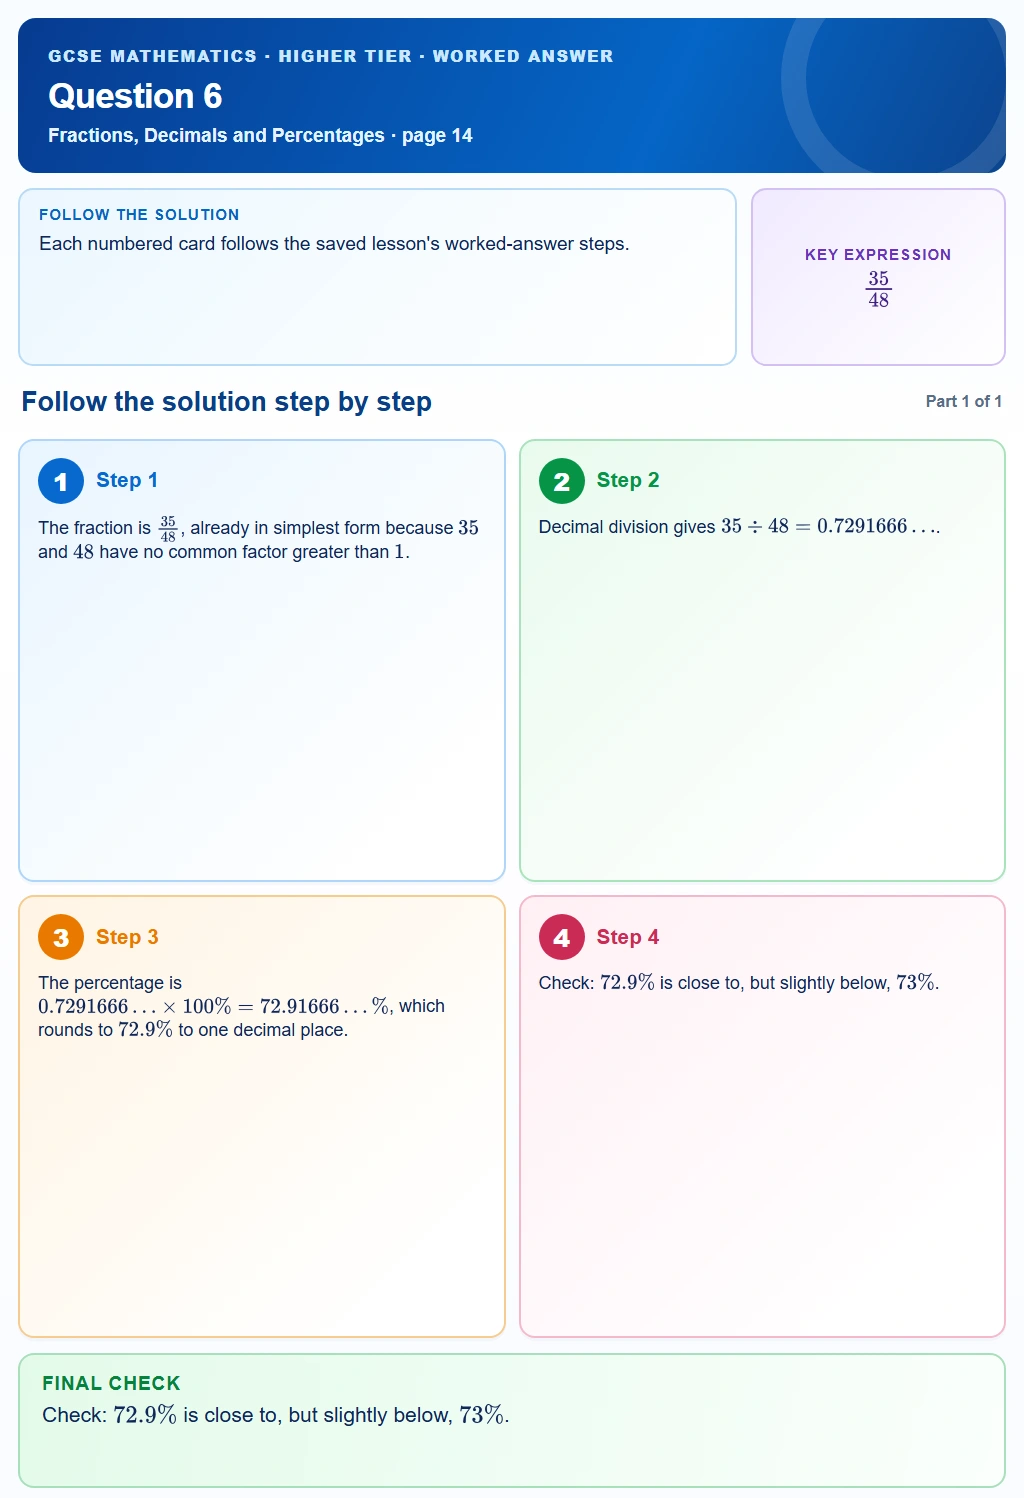 GCSE MATHEMATICS · HIGHER TIER · WORKED ANSWER
Question 6
Fractions, Decimals and Percentages · page 14
FOLLOW THE SOLUTION
Each numbered card follows the saved lesson's worked-answer steps.
KEY EXPRESSION
35/48
Follow the solution step by step
Part 1 of 1
1 Step 1
The fraction is 35/48, already in simplest form because 35
and 48 have no common factor greater than 1.
2 Step 2
Decimal division gives 35 ÷ 48 = 0.7291666 . . ..
3 Step 3
The percentage is
0.7291666 . . . × 100% = 72.91666 . . . %, which
rounds to 72.9% to one decimal place.
4 Step 4
Check: 72.9% is close to, but slightly below, 73%.
FINAL CHECK
Check: 72.9% is close to, but slightly below, 73%.